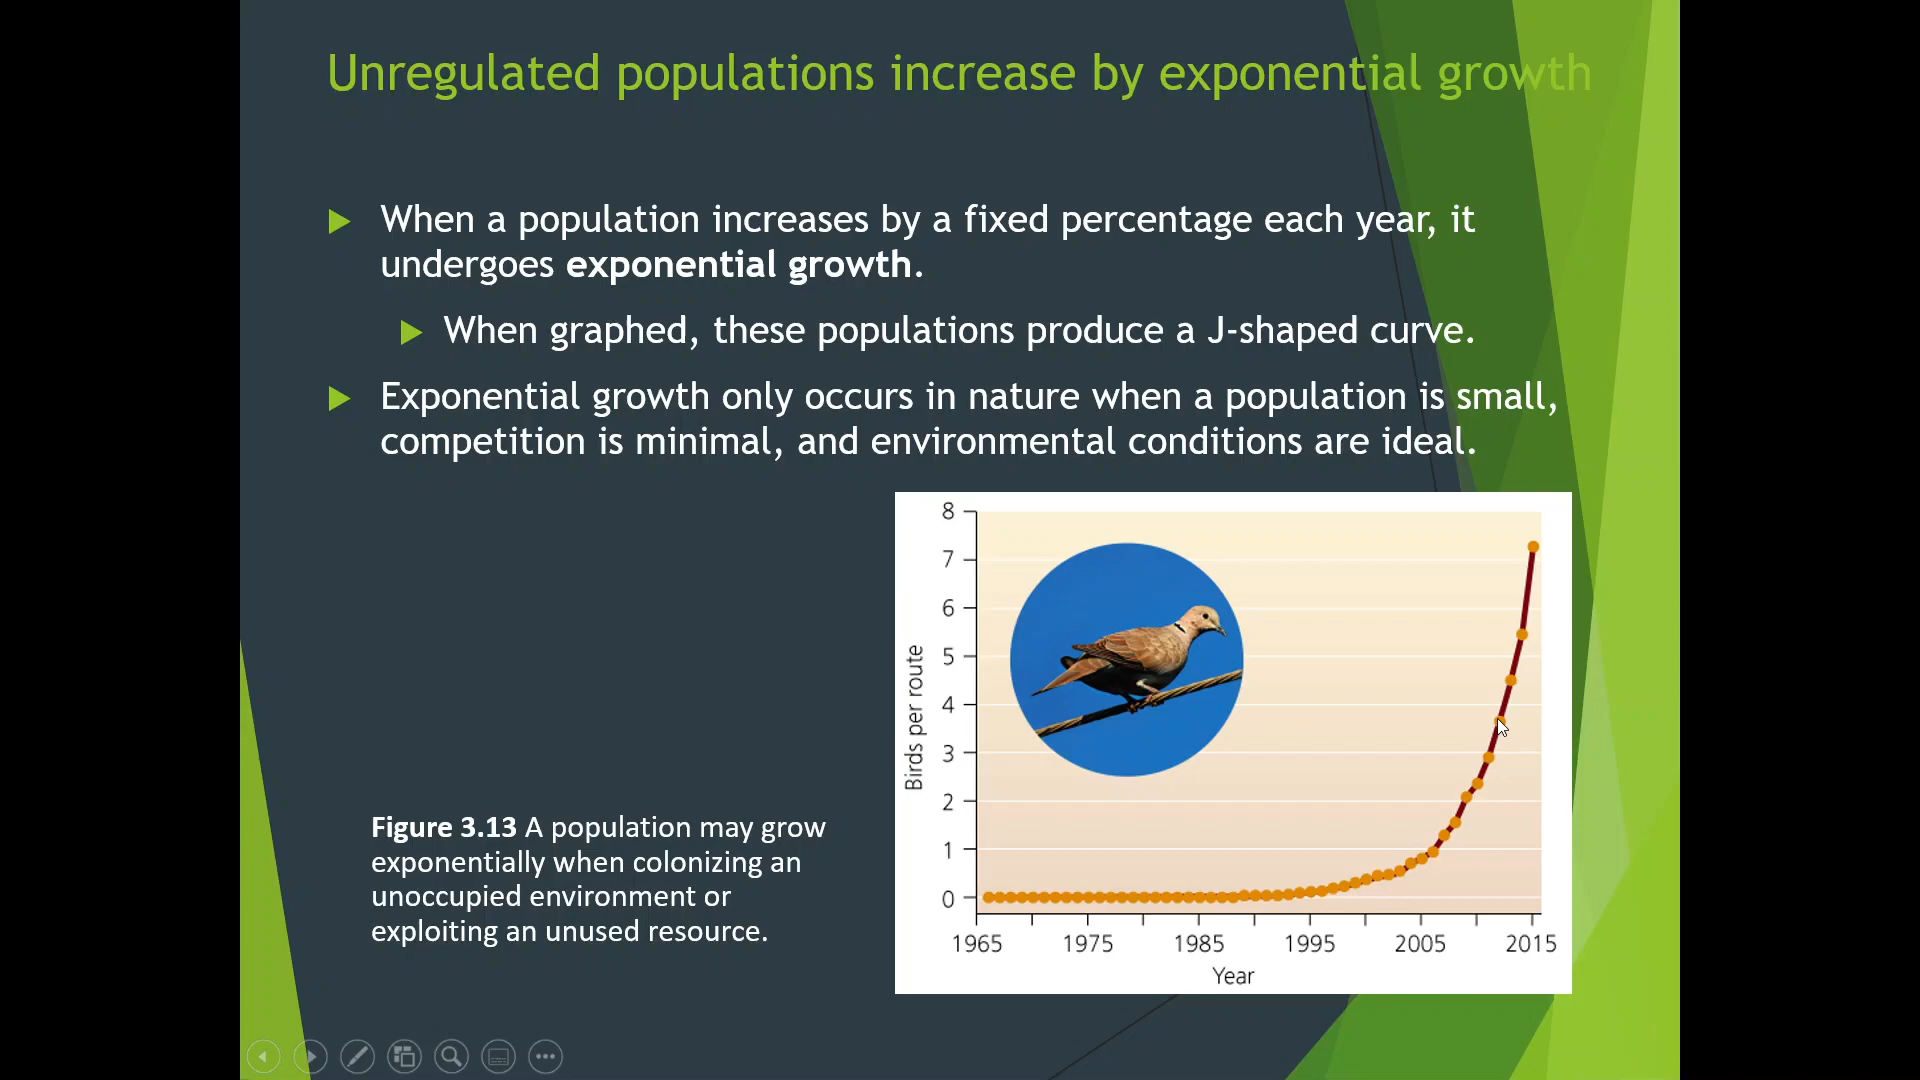 Unregulated populations increase by exponential growth
When a population increases by a fixed percentage each year, it
undergoes exponential growth.
When graphed, these populations produce a J-shaped curve.
Exponential growth only occurs in nature when a population is small,
competition is minimal, and environmental conditions are ideal.
Figure 3.13 A population may grow
exponentially when colonizing an
unoccupied environment or
exploiting an unused resource.
Birds per route
8
7
6
5
4
3
2
1
0
1965 1975 1985 1995 2005 2015
Year